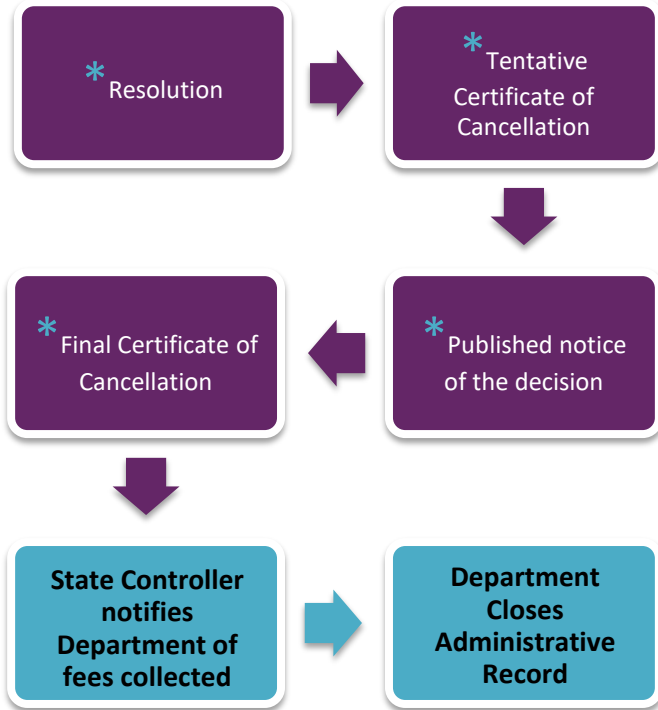 * Resolution
* Tentative
Certificate of
Cancellation
* Final Certificate of
Cancellation
* Published notice
of the decision
State Controller
notifies
Department of
fees collected
Department
Closes
Administrative
Record